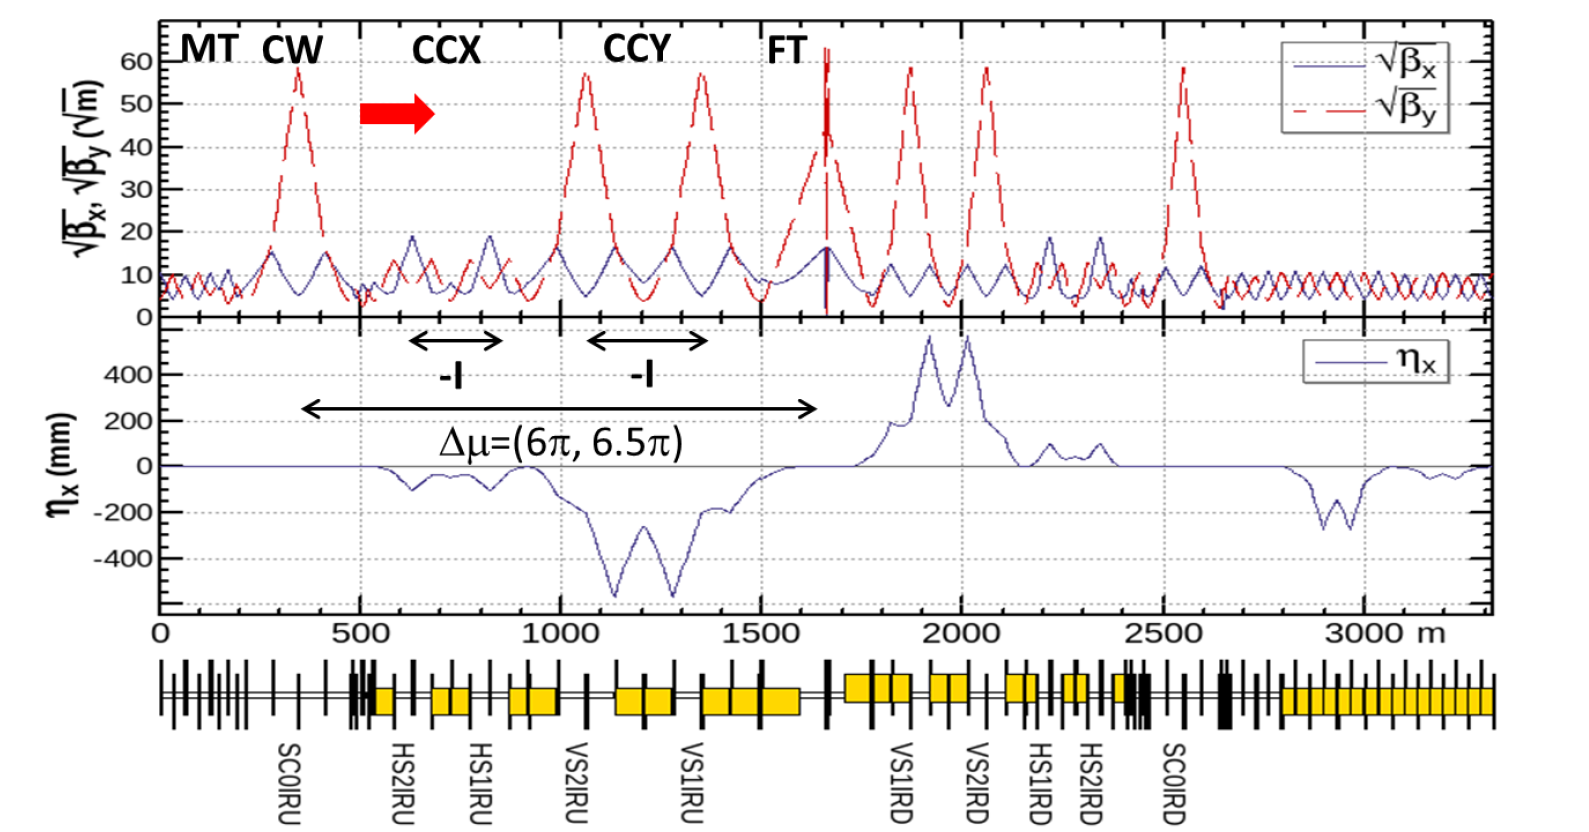 MT CW CCX CCY FT
√βx
√βy
√βx, √βy (√m)
60
50
40
30
20
10
0
-I -I
Δμ=(6π, 6.5π)
ηx
ηx (mm)
400
200
0
-200
-400
0 500 1000 1500 2000 2500 3000 m
SC0IRU HS2IRU HS1IRU VS2IRU VS1IRU VS1IRD VS2IRD HS1IRD HS2IRD SC0IRD